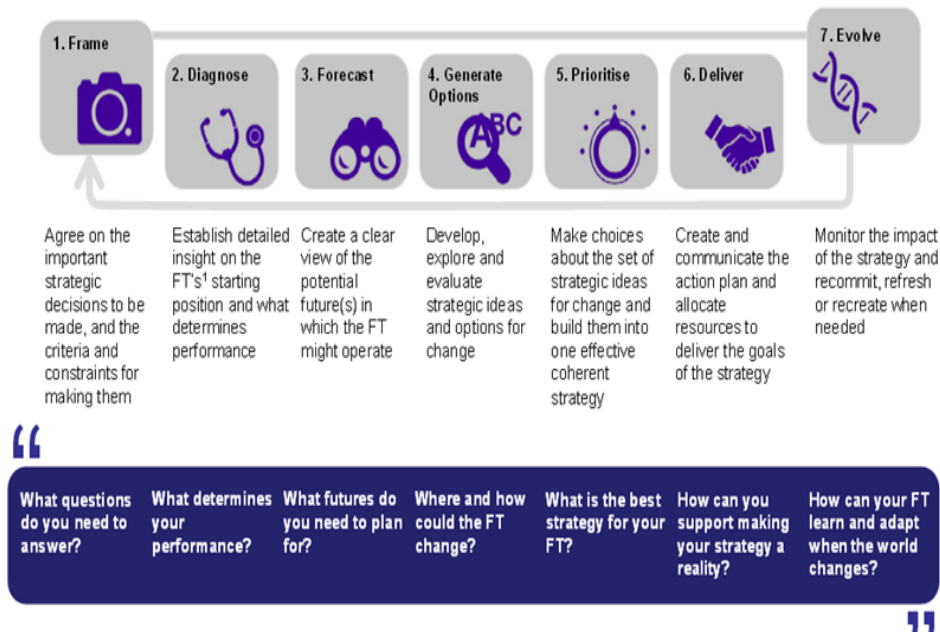 1. Frame
2. Diagnose
3. Forecast
4. Generate
Options
ABC
5. Prioritise
6. Deliver
7. Evolve
Agree on the
important
strategic
decisions to be
made, and the
criteria and
constraints for
making them
Establish detailed
insight on the
FT's¹ starting
position and what
determines
performance
Create a clear
view of the
potential
future(s) in
which the FT
might operate
Develop,
explore and
evaluate
strategic ideas
and options for
change
Make choices
about the set of
strategic ideas
for change and
build them into
one effective
coherent
strategy
Create and
communicate the
action plan and
allocate
resources to
deliver the goals
of the strategy
Monitor the impact
of the strategy and
recommit, refresh
or recreate when
needed
“
What questions
do you need to
answer?
What determines
your
performance?
What futures do
you need to plan
for?
Where and how
could the FT
change?
What is the best
strategy for your
FT?
How can you
support making
your strategy a
reality?
How can your FT
learn and adapt
when the world
changes?
”